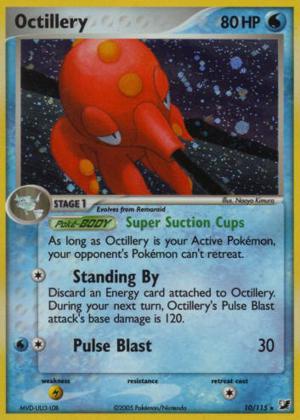 Octillery 80 HP
Illus. Naoyo Kimura
STAGE 1 Evolves from Remoraid
Poké-BODY Super Suction Cups
As long as Octillery is your Active Pokémon,
your opponent's Pokémon can't retreat.
Standing By
Discard an Energy card attached to Octillery.
During your next turn, Octillery's Pulse Blast
attack's base damage is 120.
Pulse Blast 30
weakness resistance retreat cost
©2005 Pokémon/Nintendo 10/115